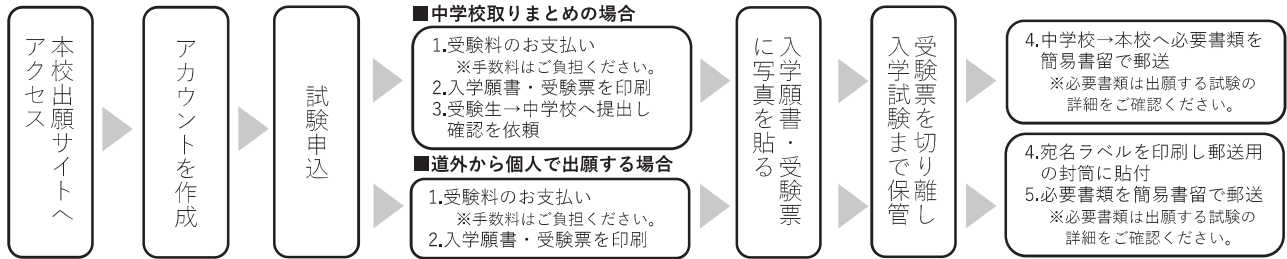 本校出願サイトへ
アクセス
アカウントを作成
試験申込
■中学校取りまとめの場合
1.受験料のお支払い
※手数料はご負担ください。
2.入学願書・受験票を印刷
3.受験生→中学校へ提出し
確認を依頼
■道外から個人で出願する場合
1.受験料のお支払い
※手数料はご負担ください。
2.入学願書・受験票を印刷
入学願書・受験票
に写真を貼る
受験票を切り離し
入学試験まで保管
4.中学校→本校へ必要書類を
簡易書留で郵送
※必要書類は出願する試験の
詳細をご確認ください。
4.宛名ラベルを印刷し郵送用
の封筒に貼付
5.必要書類を簡易書留で郵送
※必要書類は出願する試験の
詳細をご確認ください。